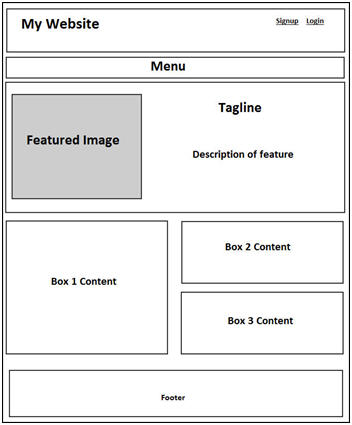 My Website
Signup Login
Menu
Featured Image
Tagline
Description of feature
Box 1 Content
Box 2 Content
Box 3 Content
Footer